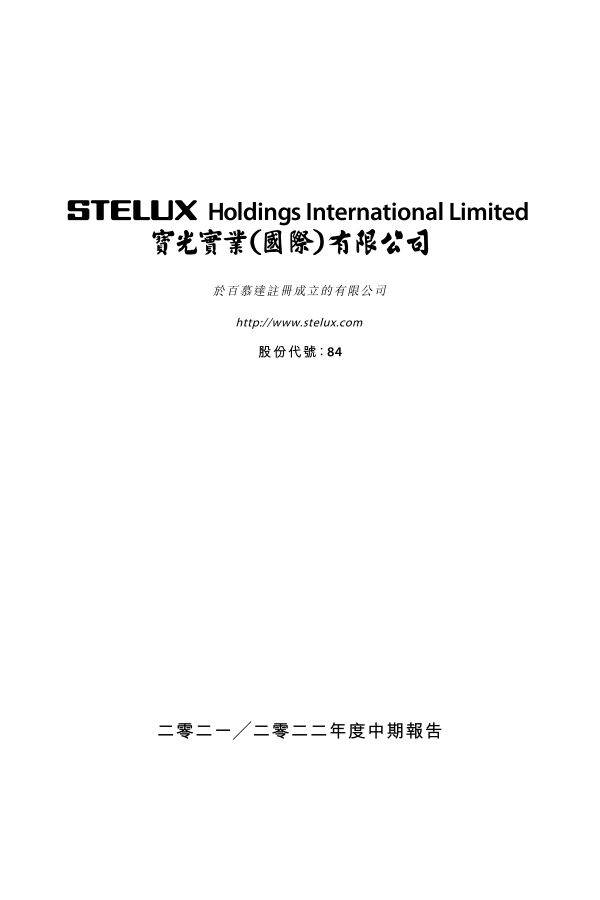 STELUX Holdings International Limited
寶光實業(國際)有限公司
於百慕達註冊成立的有限公司
http://www.stelux.com
股份代號：84
二零二一╱二零二二年度中期報告